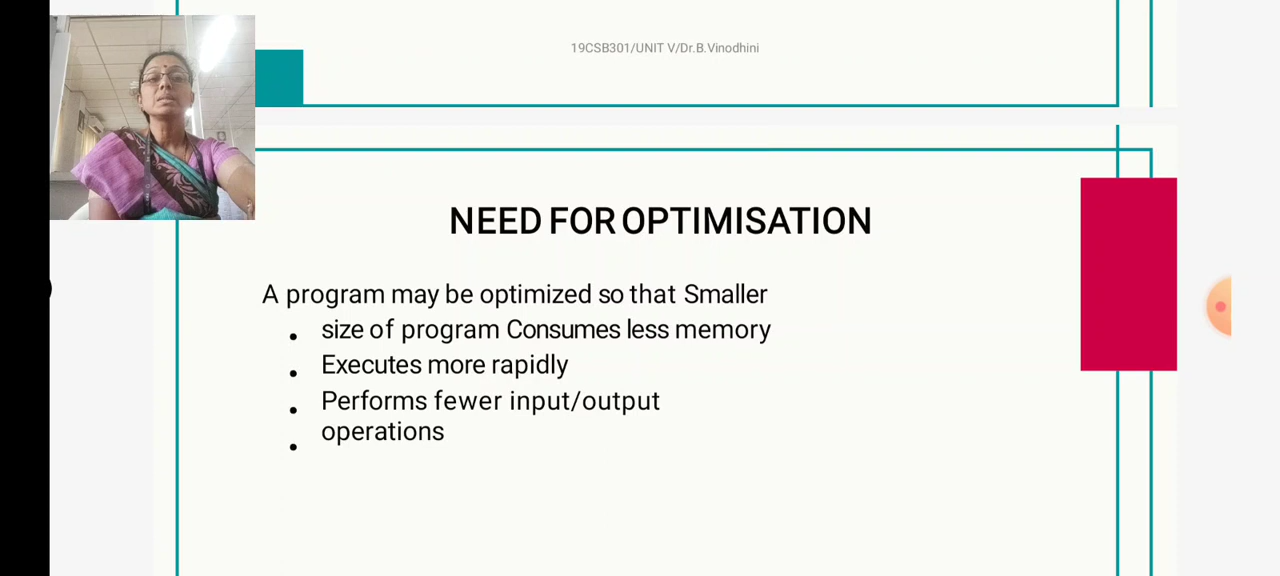 19CSB301/UNIT V/Dr.B.Vinodhini
NEED FOR OPTIMISATION
A program may be optimized so that Smaller
• size of program Consumes less memory
• Executes more rapidly
• Performs fewer input/output
• operations